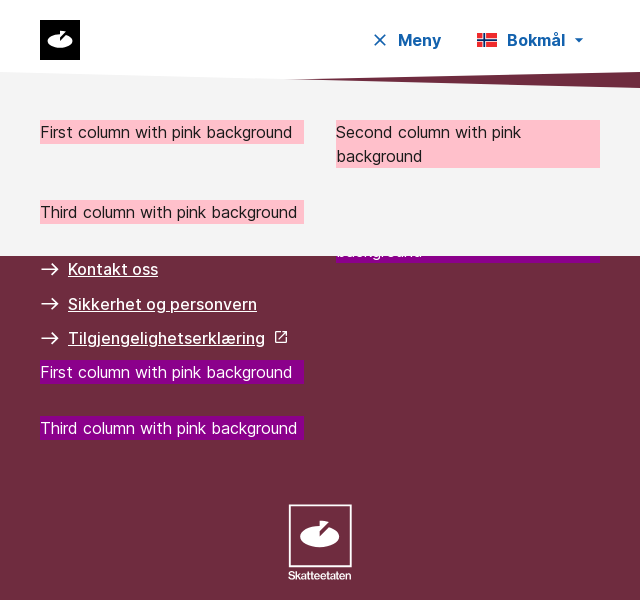 Meny
Bokmål
First column with pink background
Second column with pink
background
Third column with pink background
background
Kontakt oss
Sikkerhet og personvern
Tilgjengelighetserklæring
First column with pink background
Third column with pink background
Skatteetaten